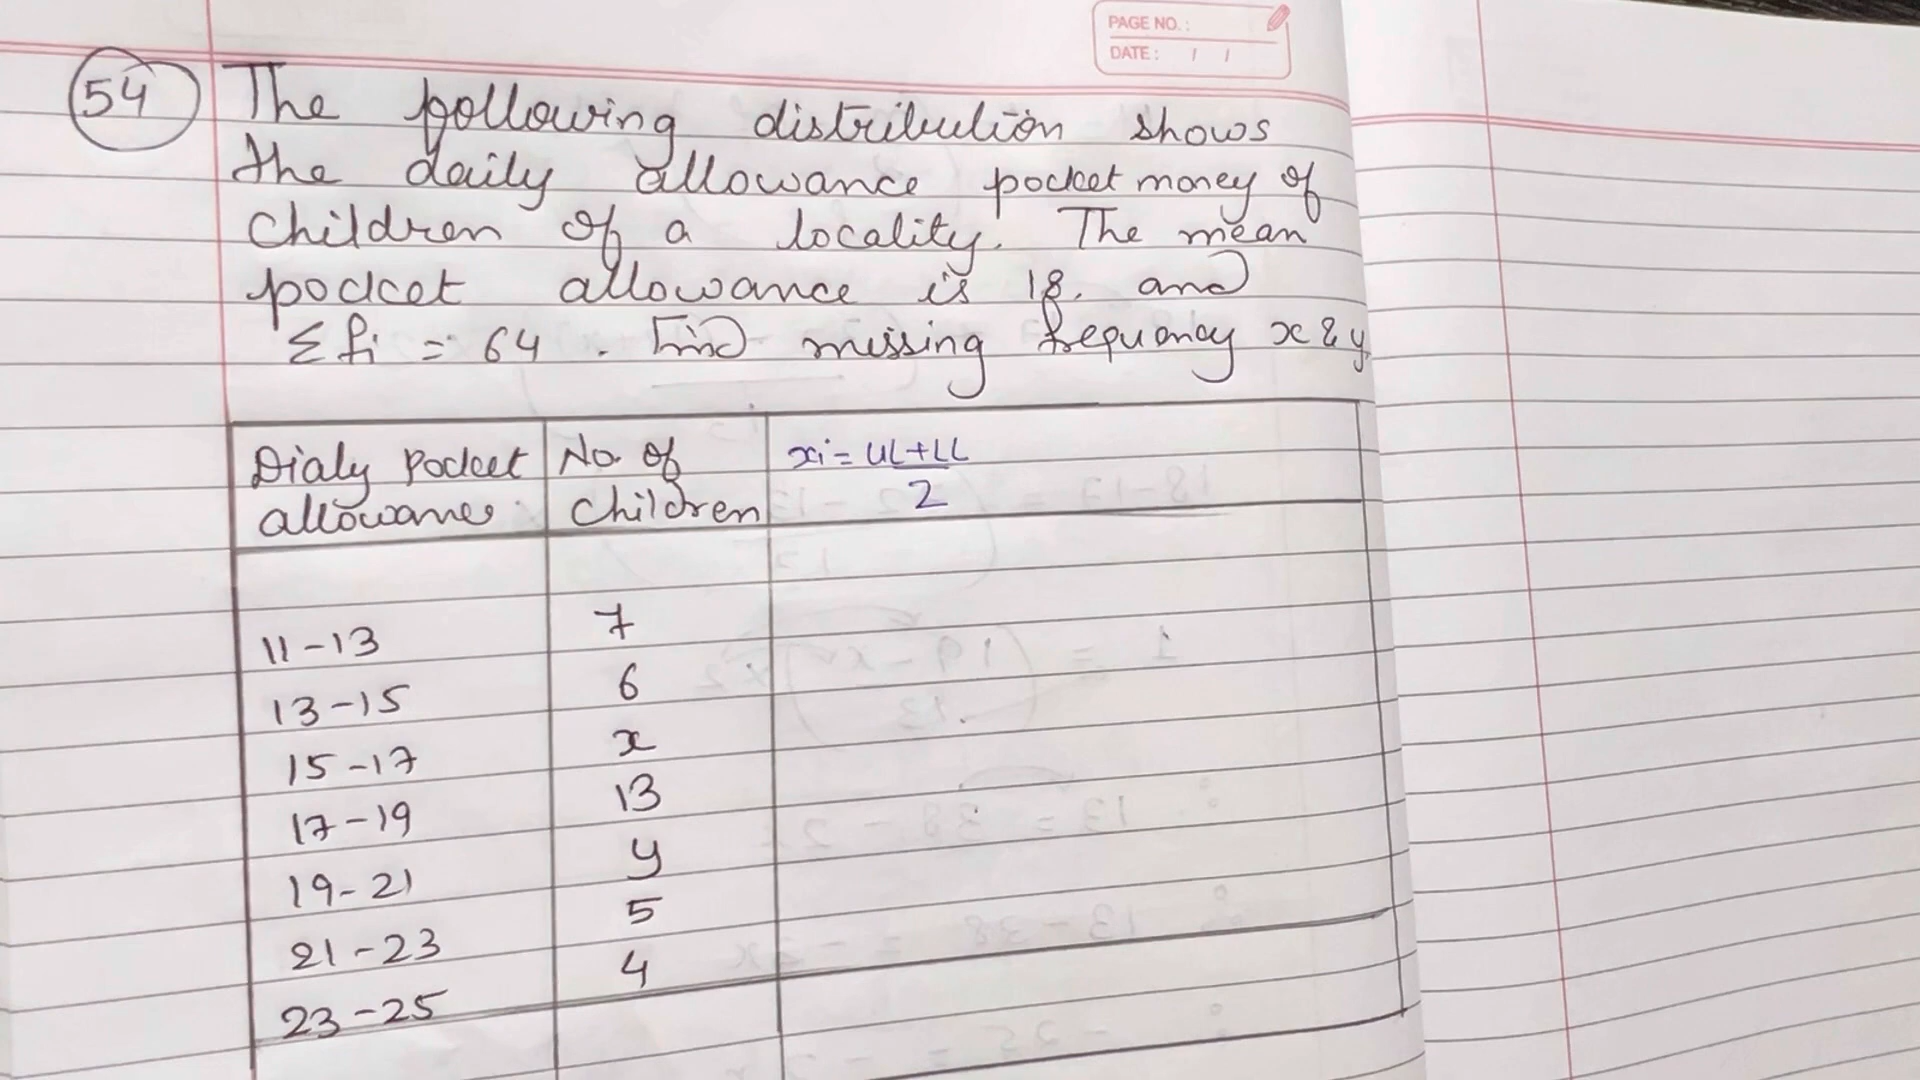 PAGE NO.:
DATE: / /
54 The following distribution shows
the daily allowance pocket money of
children of a locality. The mean
pocket allowance is 18. and
Σfi = 64. Find missing frequency x & y.
Dialy Pocket No. of xi = UL+LL
allowance children 2
11-13 7
13-15 6
15-17 x
17-19 13
19-21 y
21-23 5
23-25 4